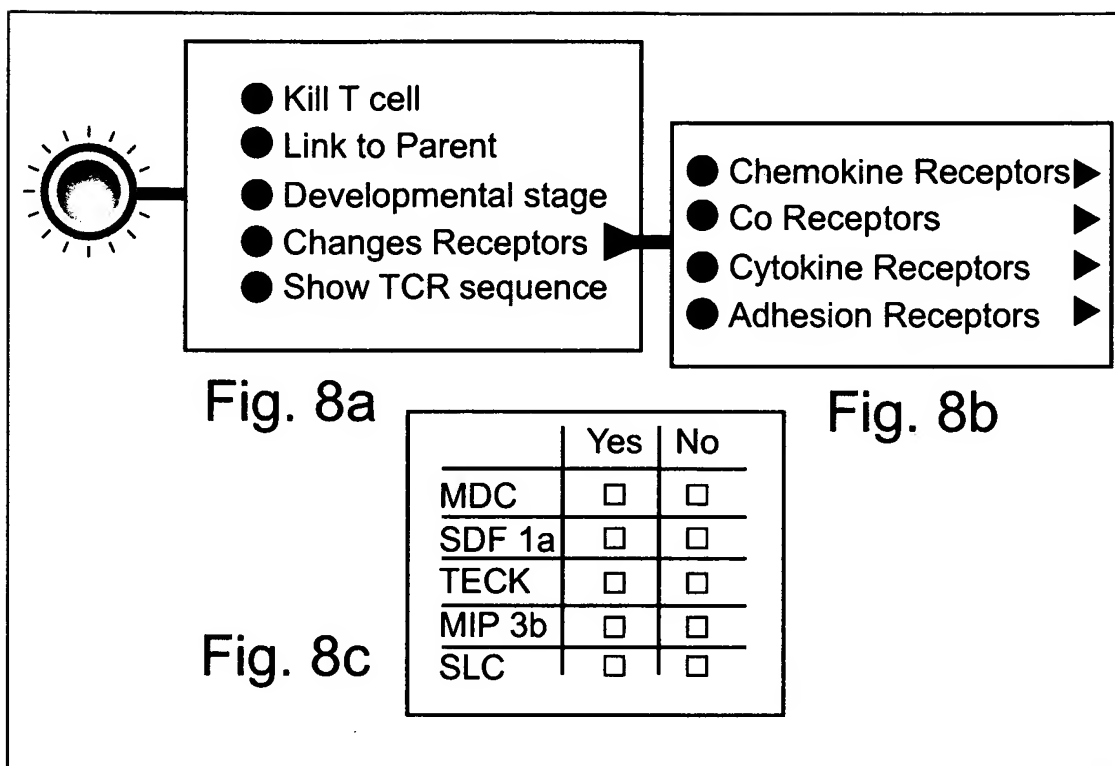 Kill T cell
Link to Parent
Developmental stage
Changes Receptors
Show TCR sequence
Chemokine Receptors
Co Receptors
Cytokine Receptors
Adhesion Receptors
Fig. 8a
Fig. 8b
Yes No
MDC
SDF 1a
TECK
MIP 3b
SLC
Fig. 8c